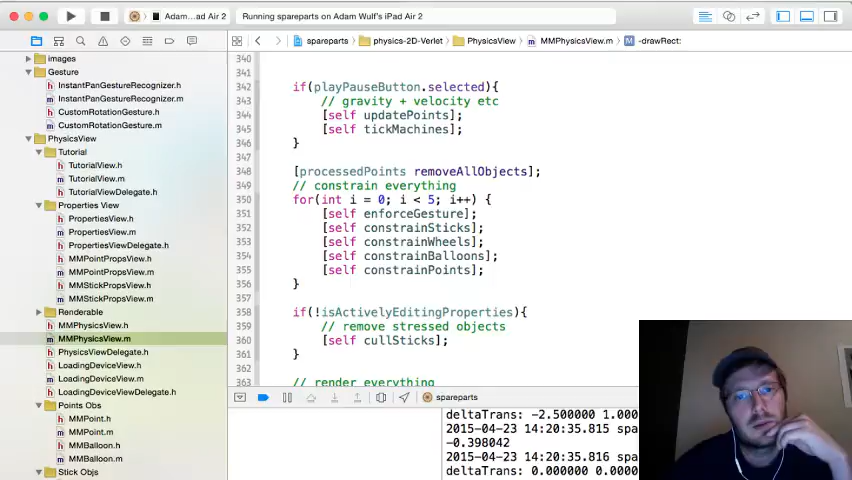 Adam...ad Air 2
Running spareparts on Adam Wulf's iPad Air 2
spareparts
physics-2D-Verlet
PhysicsView
MMPhysicsView.m
-drawRect:
images
Gesture
InstantPanGestureRecognizer.h
InstantPanGestureRecognizer.m
CustomRotationGesture.h
CustomRotationGesture.m
PhysicsView
Tutorial
TutorialView.h
TutorialView.m
TutorialViewDelegate.h
Properties View
PropertiesView.h
PropertiesView.m
PropertiesViewDelegate.h
MMPointPropsView.h
MMPointPropsView.m
MMStickPropsView.h
MMStickPropsView.m
Renderable
MMPhysicsView.h
MMPhysicsView.m
PhysicsViewDelegate.h
LoadingDeviceView.h
LoadingDeviceView.m
LoadingDeviceViewDelegate.h
Points Obs
MMPoint.h
MMPoint.m
MMBalloon.h
MMBalloon.m
Stick Objs
340
341
342 if(playPauseButton.selected){
343 // gravity + velocity etc
344 [self updatePoints];
345 [self tickMachines];
346 }
347
348 [processedPoints removeAllObjects];
349 // constrain everything
350 for(int i = 0; i < 5; i++) {
351 [self enforceGesture];
352 [self constrainSticks];
353 [self constrainWheels];
354 [self constrainBalloons];
355 [self constrainPoints];
356 }
357
358 if(!isActivelyEditingProperties){
359 // remove stressed objects
360 [self cullSticks];
361 }
362
363 // render everything
spareparts
deltaTrans: -2.500000 1.000
2015-04-23 14:20:35.815 spa
-0.398042
2015-04-23 14:20:35.816 spa
deltaTrans: 0.000000 0.0000